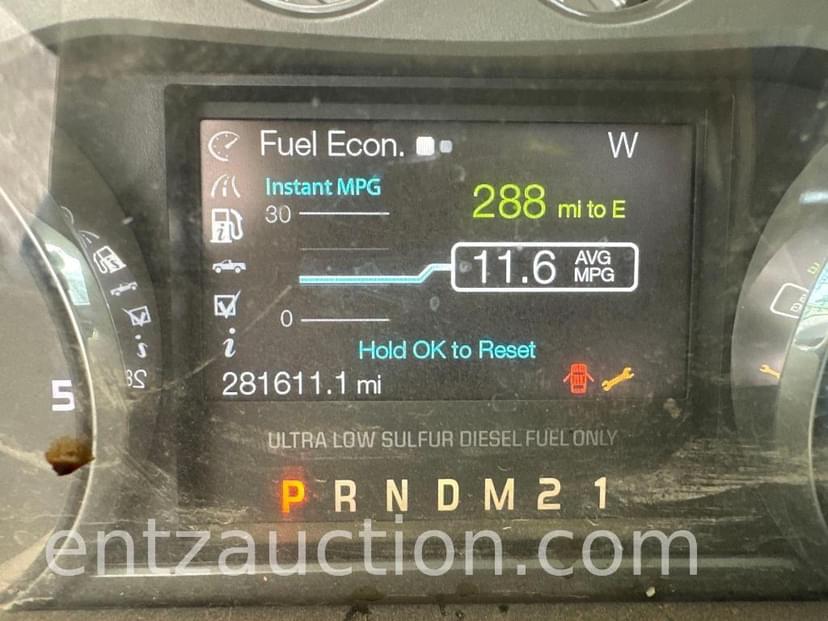 Fuel Econ. W
Instant MPG
30
288 mi to E
11.6 AVG MPG
0
Hold OK to Reset
281611.1 mi
5
ULTRA LOW SULFUR DIESEL FUEL ONLY
P R N D M 2 1
entzauction.com